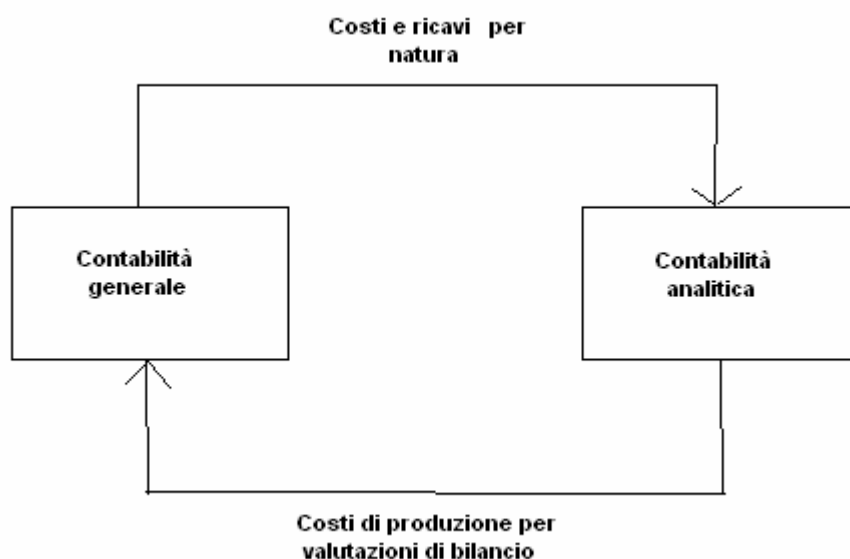 Costi e ricavi per
natura
Contabilità
generale
Contabilità
analitica
Costi di produzione per
valutazioni di bilancio